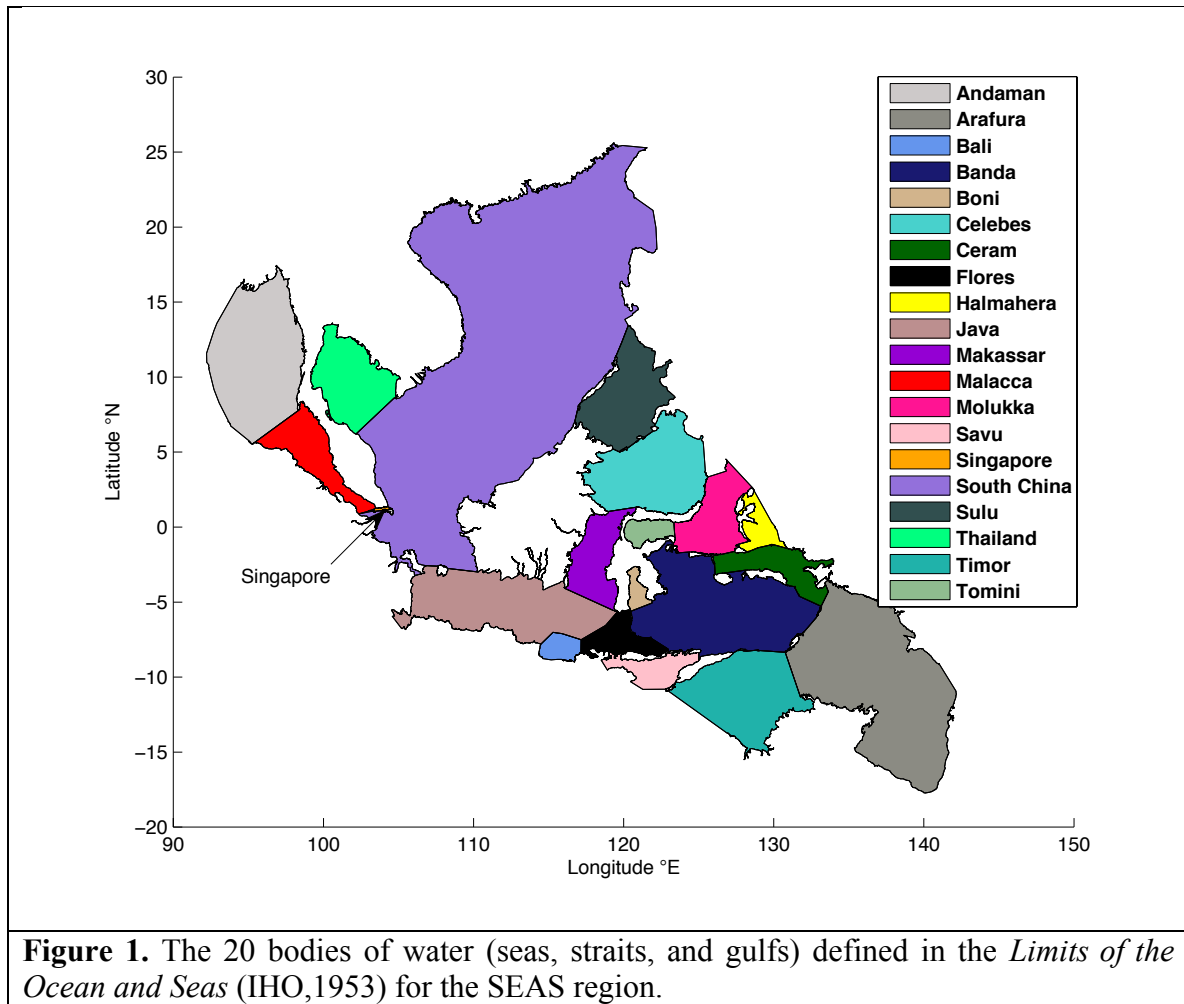 30
25
20
15
10
5
0
−5
−10
−15
−20
90
100
110
120
130
140
150
Latitude °N
Longitude °E
Singapore
Andaman
Arafura
Bali
Banda
Boni
Celebes
Ceram
Flores
Halmahera
Java
Makassar
Malacca
Molukka
Savu
Singapore
South China
Sulu
Thailand
Timor
Tomini
Figure 1. The 20 bodies of water (seas, straits, and gulfs) defined in the Limits of the
Ocean and Seas (IHO,1953) for the SEAS region.